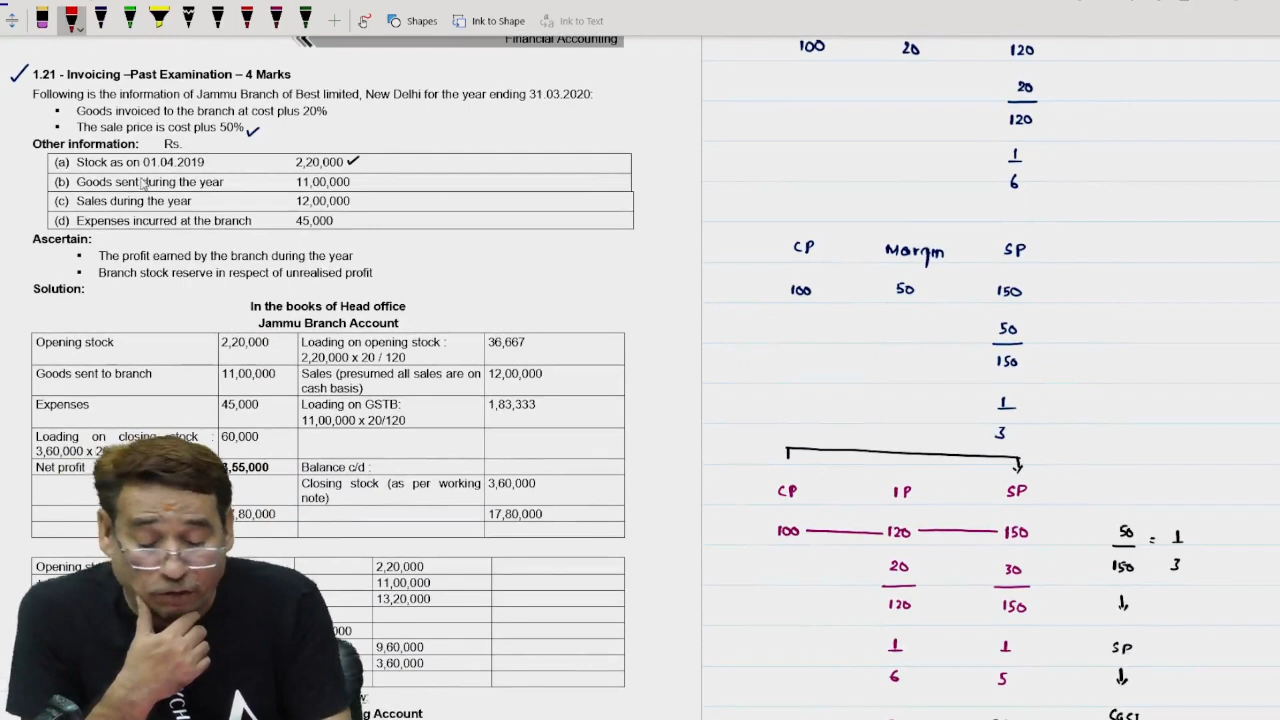 Shapes
Ink to Shape
Ink to Text
Financial Accounting
1.21 - Invoicing –Past Examination – 4 Marks
Following is the information of Jammu Branch of Best limited, New Delhi for the year ending 31.03.2020:
▪ Goods invoiced to the branch at cost plus 20%
▪ The sale price is cost plus 50%
Other information: Rs.
(a) Stock as on 01.04.2019 2,20,000
(b) Goods sent during the year 11,00,000
(c) Sales during the year 12,00,000
(d) Expenses incurred at the branch 45,000
Ascertain:
▪ The profit earned by the branch during the year
▪ Branch stock reserve in respect of unrealised profit
Solution:
In the books of Head office
Jammu Branch Account
Opening stock 2,20,000 Loading on opening stock : 36,667
2,20,000 x 20 / 120
Goods sent to branch 11,00,000 Sales (presumed all sales are on 12,00,000
cash basis)
Expenses 45,000 Loading on GSTB: 1,83,333
11,00,000 x 20/120
Loading on closing stock : 60,000
3,60,000 x
Net profit ,55,000 Balance c/d :
Closing stock (as per working 3,60,000
note)
,80,000 17,80,000
Opening 2,20,000
11,00,000
13,20,000
9,60,000
3,60,000
Account
100 20 120
20
120
1
6
CP Margin SP
100 50 150
50
150
1
3
CP IP SP
100 120 150 50 = 1
150 3
20 30
120 150
1 1 SP
6 5
CGS